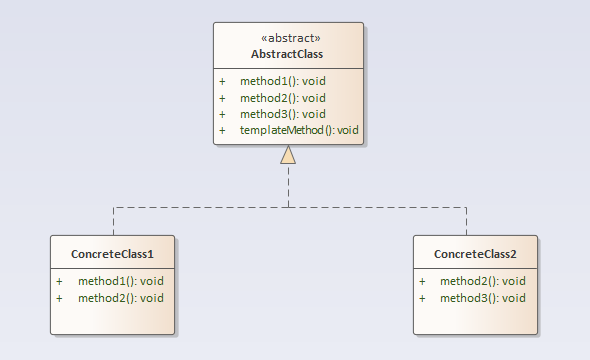 «abstract»
AbstractClass
+ method1(): void
+ method2(): void
+ method3(): void
+ templateMethod(): void
ConcreteClass1
+ method1(): void
+ method2(): void
ConcreteClass2
+ method2(): void
+ method3(): void